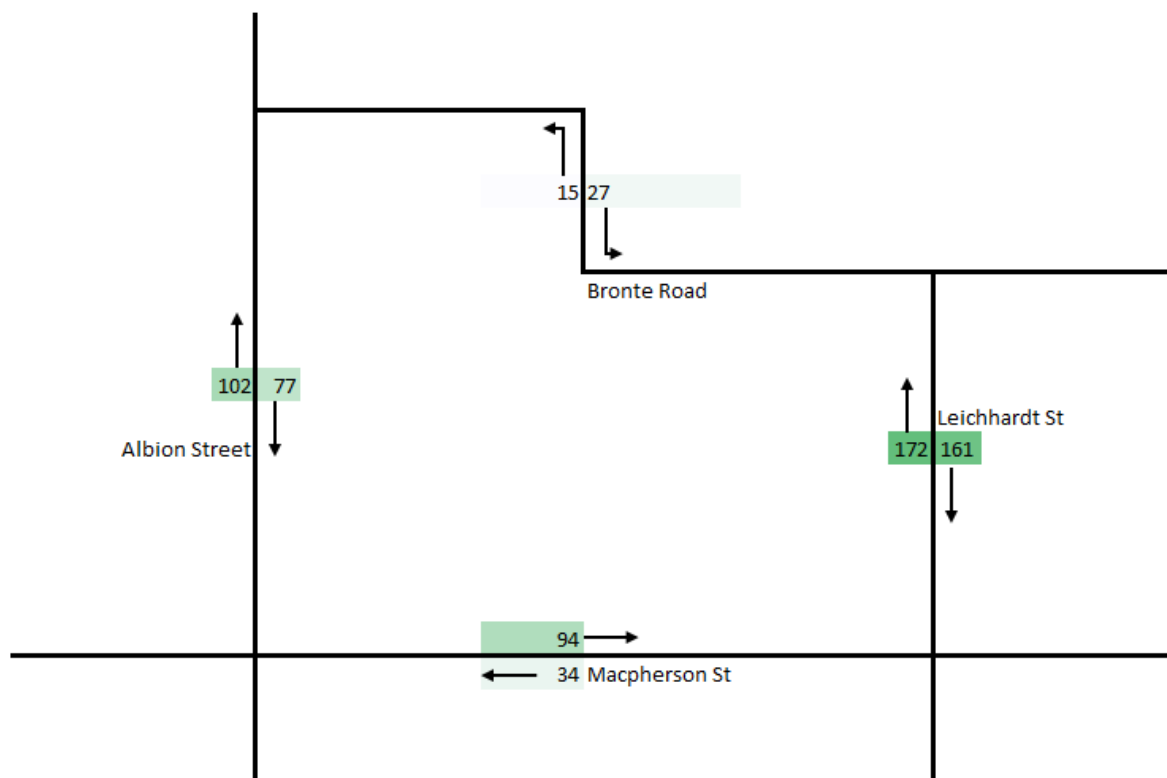 15 27
Bronte Road
102 77
Leichhardt St
Albion Street
172 161
94
34 Macpherson St